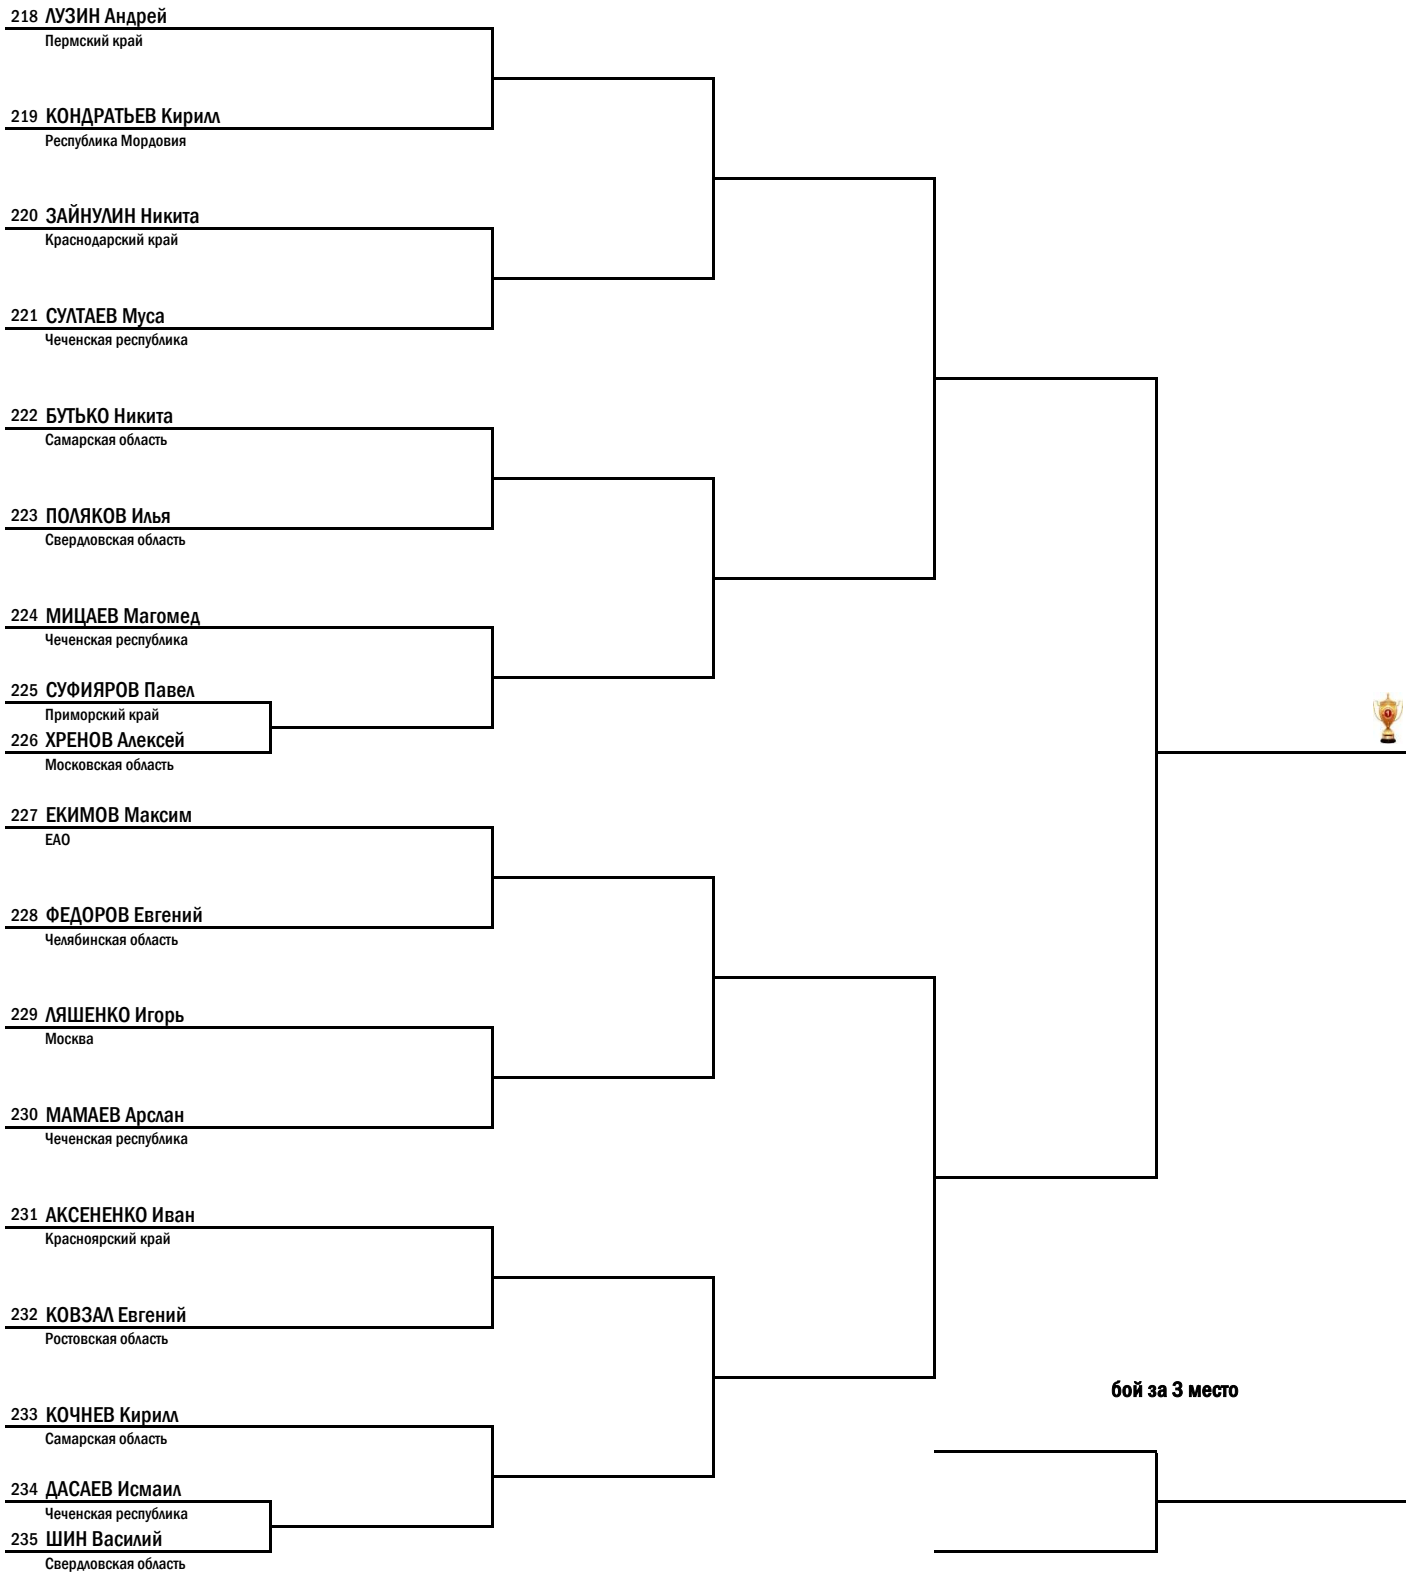 218 ЛУЗИН Андрей
Пермский край
219 КОНДРАТЬЕВ Кирилл
Республика Мордовия
220 ЗАЙНУЛИН Никита
Краснодарский край
221 СУЛТАЕВ Муса
Чеченская республика
222 БУТЬКО Никита
Самарская область
223 ПОЛЯКОВ Илья
Свердловская область
224 МИЦАЕВ Магомед
Чеченская республика
225 СУФИЯРОВ Павел
Приморский край
1
226 ХРЕНОВ Алексей
Московская область
227 ЕКИМОВ Максим
ЕАО
228 ФЕДОРОВ Евгений
Челябинская область
229 ЛЯШЕНКО Игорь
Москва
230 МАМАЕВ Арслан
Чеченская республика
231 АКСЕНЕНКО Иван
Красноярский край
232 КОВЗАЛ Евгений
Ростовская область
бой за 3 место
233 КОЧНЕВ Кирилл
Самарская область
234 ДАСАЕВ Исмаил
Чеченская республика
235 ШИН Василий
Свердловская область